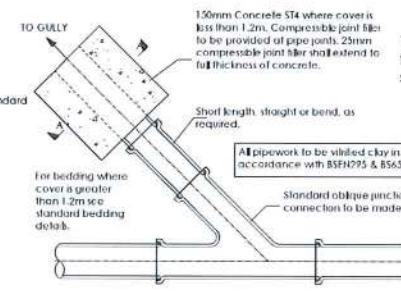 150mm Concrete ST4 where cover is
less than 1.2m. Compressible joint filler
to be provided at pipe joints. 25mm
compressible joint filler shall extend to
full thickness of concrete.
TO GULLY
A
ndard
A
Short length, straight or bend, as
required.
All pipework to be vitrified clay in
accordance with BSEN295 & BS65
For bedding where
cover is greater
than 1.2m see
standard bedding
details.
Standard oblique junctio
connection to be made